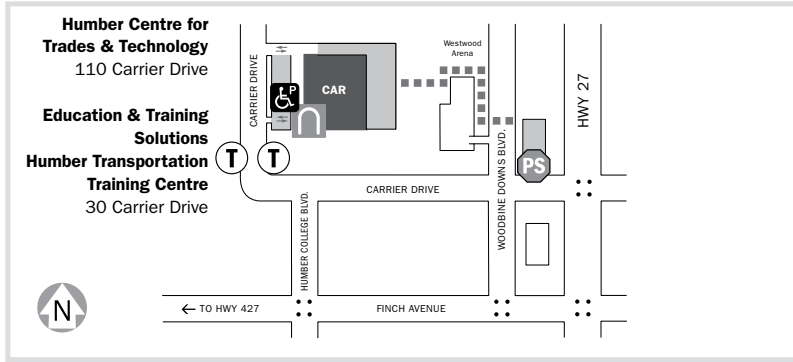 Humber Centre for
Trades & Technology
110 Carrier Drive
Education & Training
Solutions
Humber Transportation
Training Centre
30 Carrier Drive
CARRIER DRIVE
P
CAR
Westwood
Arena
HWY 27
T
T
PS
WOODBINE DOWNS BLVD.
CARRIER DRIVE
HUMBER COLLEGE BLVD.
N
← TO HWY 427
FINCH AVENUE